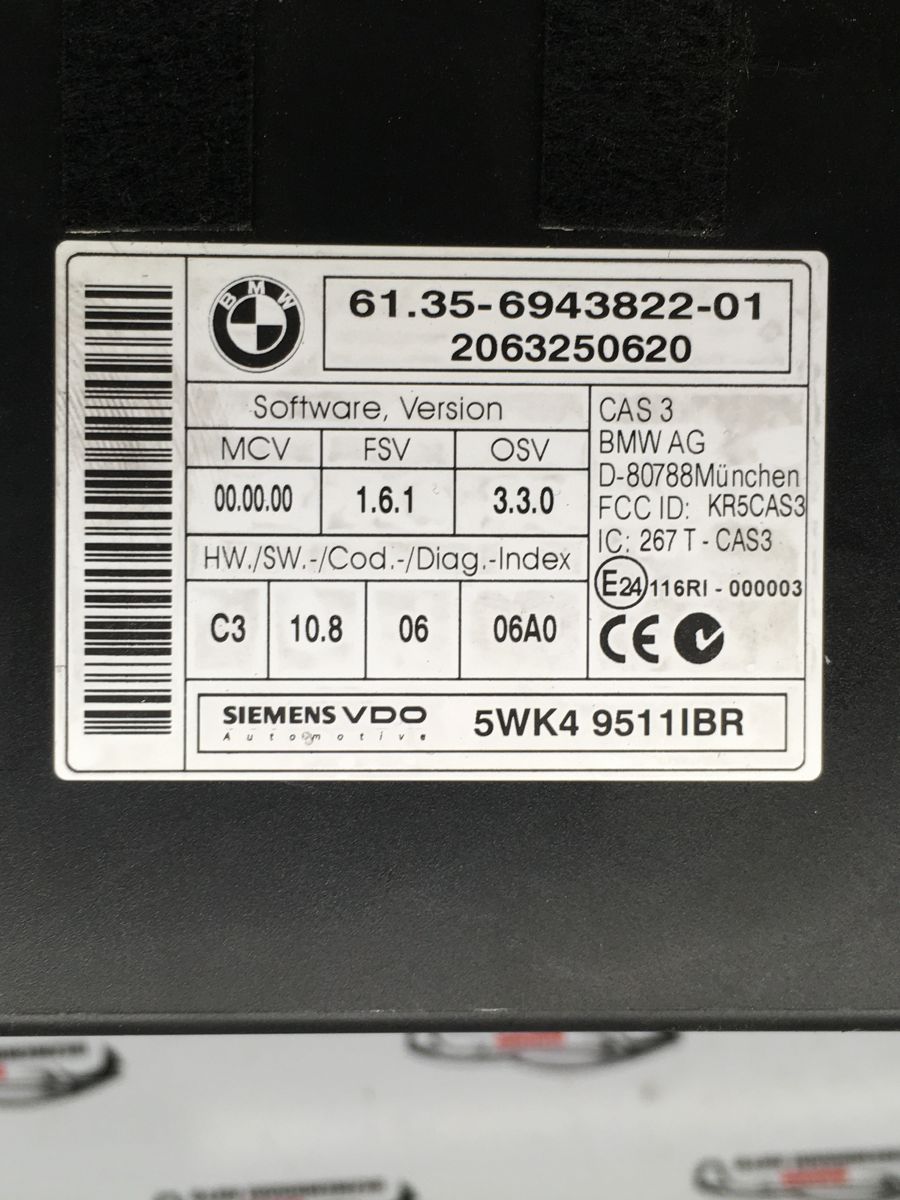 BMW
61.35-6943822-01
2063250620
Software, Version
MCV FSV OSV
00.00.00 1.6.1 3.3.0
HW./SW.-/Cod.-/Diag.-Index
C3 10.8 06 06A0
CAS 3
BMW AG
D-80788München
FCC ID: KR5CAS3
IC: 267 T - CAS3
E24 116RI - 000003
CE
SIEMENS VDO
Automotive
5WK4 9511IBR